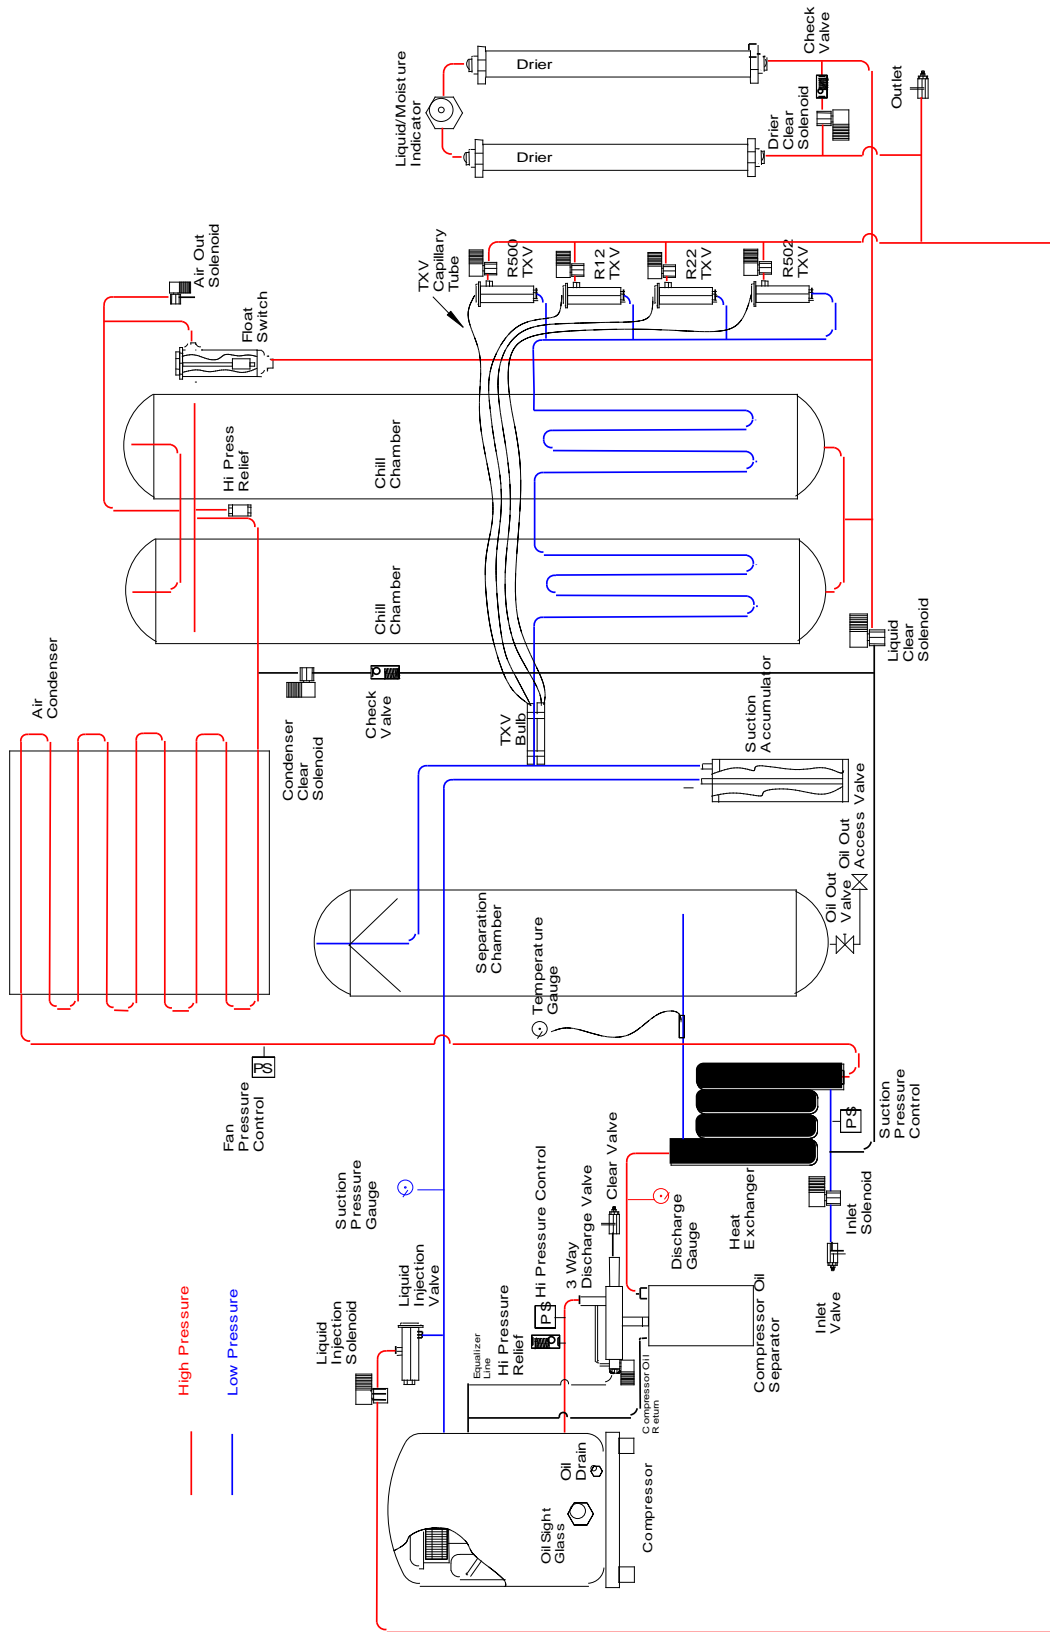 High Pressure
Low Pressure
Fan
Pressure
Control
PS
Air
Condenser
Air Out
Solenoid
Float
Switch
Hi Press
Relief
Liquid
Injection
Solenoid
Liquid
Injection
Valve
Suction
Pressure
Gauge
Condenser
Clear
Solenoid
Check
Valve
Chill
Chamber
Chill
Chamber
Liquid/Moisture
Indicator
TXV
Capillary
Tube
Equalizer
Line
Hi Pressure
Relief
PS
Hi Pressure Control
3 Way
Discharge Valve
Clear Valve
Temperature
Gauge
Separation
Chamber
TXV
Bulb
R500
TXV
R12
TXV
R22
TXV
R502
TXV
Drier
Drier
Oil Sight
Glass
Oil
Drain
Compressor
Compressor Oil
Return
Discharge
Gauge
Heat
Exchanger
Compressor Oil
Separator
Suction
Accumulator
Drier
Clear
Solenoid
Check
Valve
Inlet
Valve
Inlet
Solenoid
PS
Suction
Pressure
Control
Oil Out
Valve
Oil Out
Access Valve
Liquid
Clear
Solenoid
Outlet